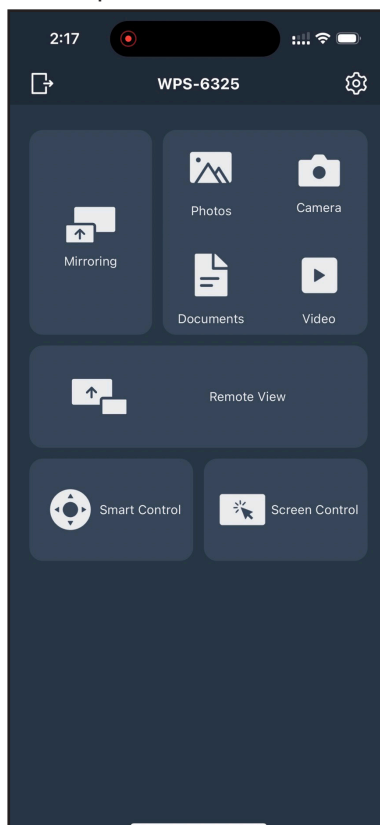 2:17
WPS-6325
Mirroring
Photos
Camera
Documents
Video
Remote View
Smart Control
Screen Control